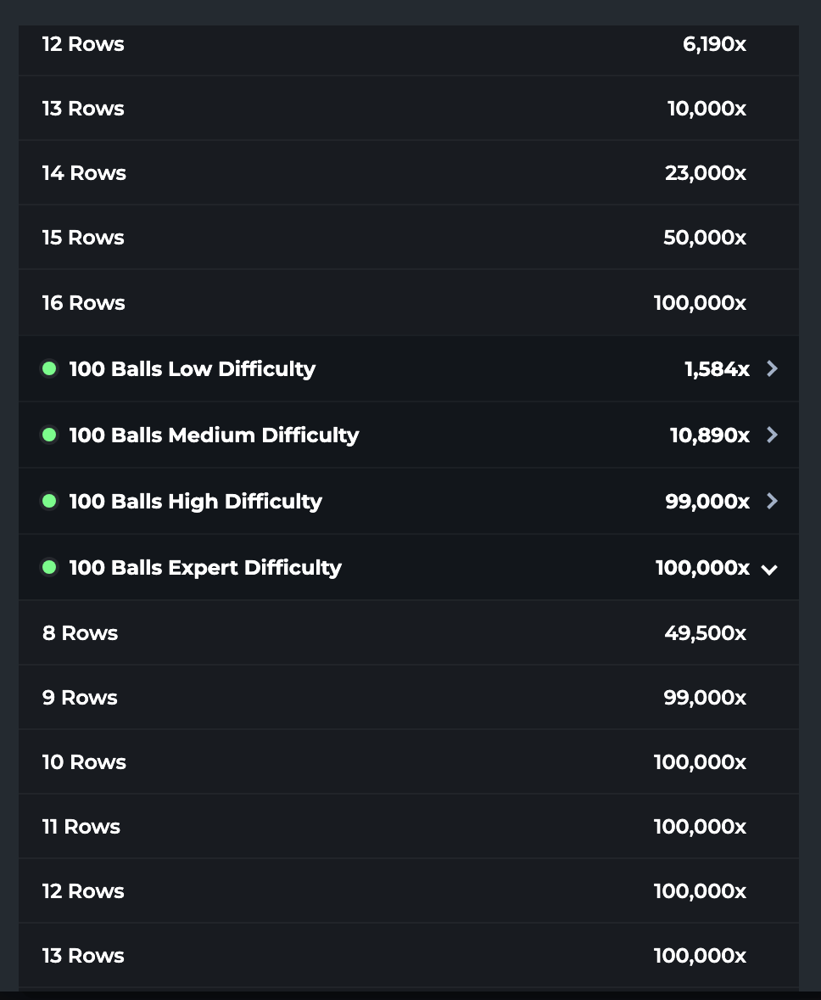 12 Rows 6,190x
13 Rows 10,000x
14 Rows 23,000x
15 Rows 50,000x
16 Rows 100,000x
100 Balls Low Difficulty 1,584x
100 Balls Medium Difficulty 10,890x
100 Balls High Difficulty 99,000x
100 Balls Expert Difficulty 100,000x
8 Rows 49,500x
9 Rows 99,000x
10 Rows 100,000x
11 Rows 100,000x
12 Rows 100,000x
13 Rows 100,000x